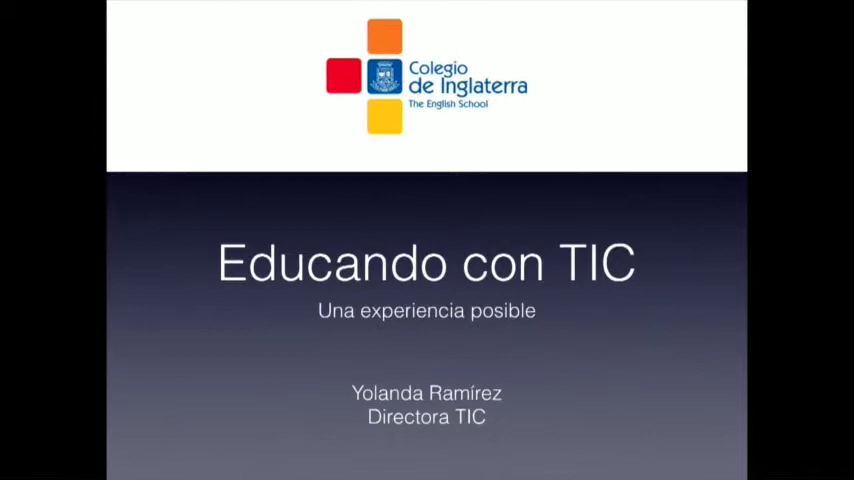 Colegio
de Inglaterra
The English School
Educando con TIC
Una experiencia posible
Yolanda Ramírez
Directora TIC